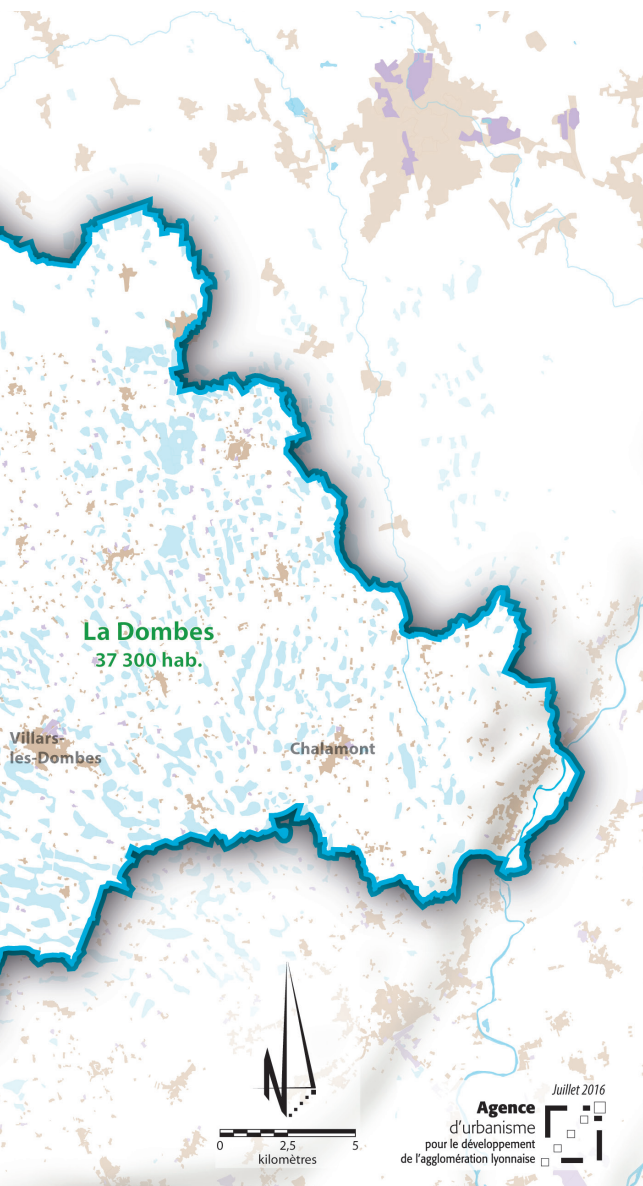 La Dombes
37 300 hab.
Villars-
les-Dombes
Chalamont
N
0 2,5 5
kilomètres
Juillet 2016
Agence
d'urbanisme
pour le développement
de l'agglomération lyonnaise